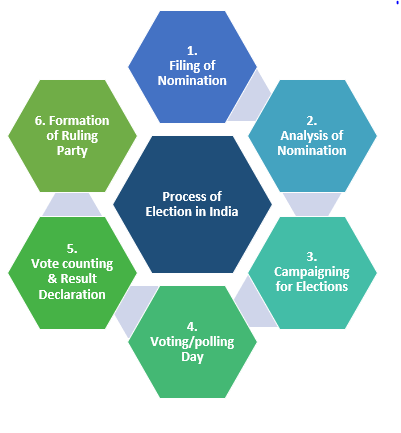 1.
Filing of
Nomination
2.
Analysis of
Nomination
3.
Campaigning
for Elections
4.
Voting/polling
Day
5.
Vote counting
& Result
Declaration
6. Formation
of Ruling
Party
Process of
Election in India